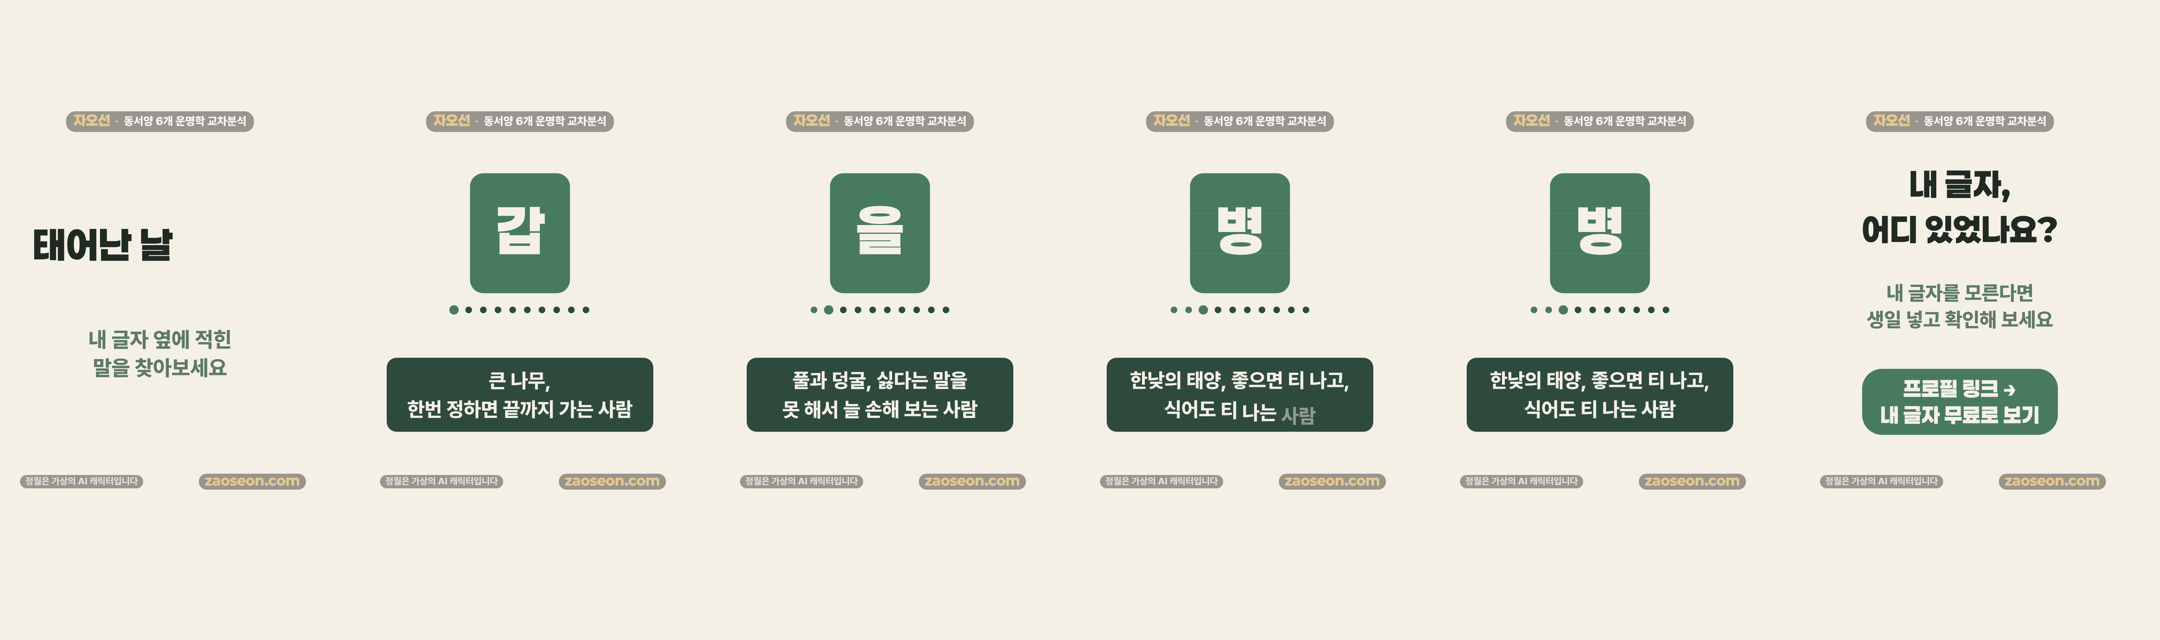 자오선 · 동서양 6개 운명학 교차분석
태어난 날
내 글자 옆에 적힌
말을 찾아보세요
정월은 가상의 AI 캐릭터입니다
zaoseon.com
자오선 · 동서양 6개 운명학 교차분석
갑
큰 나무,
한번 정하면 끝까지 가는 사람
정월은 가상의 AI 캐릭터입니다
zaoseon.com
자오선 · 동서양 6개 운명학 교차분석
을
풀과 덩굴, 싫다는 말을
못 해서 늘 손해 보는 사람
정월은 가상의 AI 캐릭터입니다
zaoseon.com
자오선 · 동서양 6개 운명학 교차분석
병
한낮의 태양, 좋으면 티 나고,
식어도 티 나는 사람
정월은 가상의 AI 캐릭터입니다
zaoseon.com
자오선 · 동서양 6개 운명학 교차분석
병
한낮의 태양, 좋으면 티 나고,
식어도 티 나는 사람
정월은 가상의 AI 캐릭터입니다
zaoseon.com
자오선 · 동서양 6개 운명학 교차분석
내 글자,
어디 있었나요?
내 글자를 모른다면
생일 넣고 확인해 보세요
프로필 링크 →
내 글자 무료로 보기
정월은 가상의 AI 캐릭터입니다
zaoseon.com